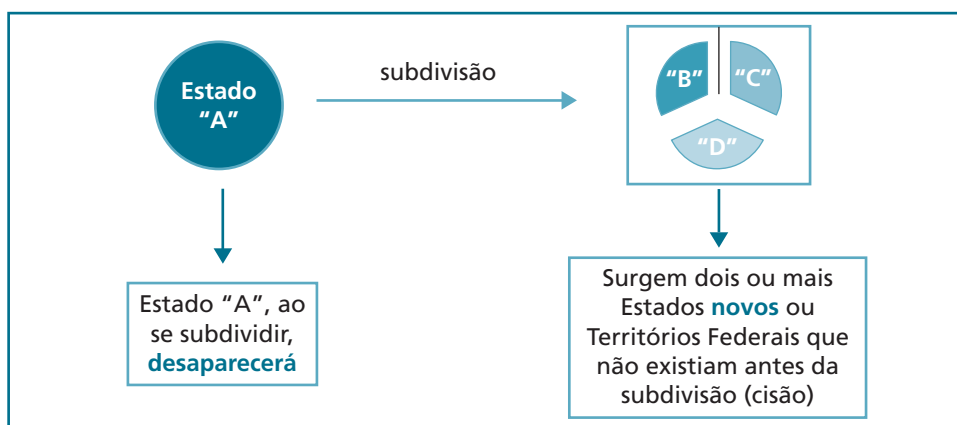 Estado
“A”
subdivisão
“B”
“C”
“D”
Estado “A”, ao
se subdividir,
desaparecerá
Surgem dois ou mais
Estados novos ou
Territórios Federais que
não existiam antes da
subdivisão (cisão)